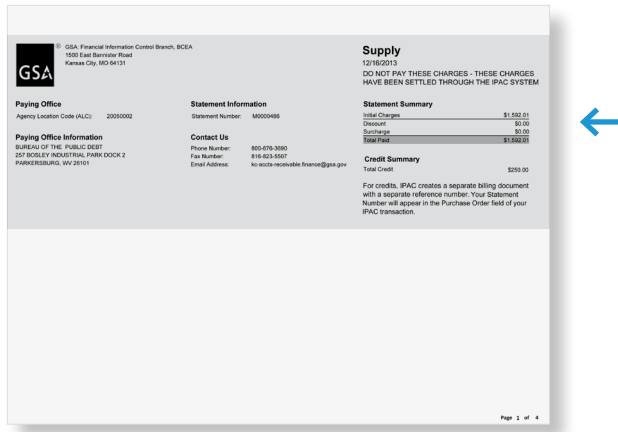 GSA
® GSA: Financial Information Control Branch, BCEA
1500 East Bannister Road
Kansas City, MO 64131
Supply
12/16/2013
DO NOT PAY THESE CHARGES - THESE CHARGES
HAVE BEEN SETTLED THROUGH THE IPAC SYSTEM
Paying Office
Agency Location Code (ALC): 20050002
Paying Office Information
BUREAU OF THE PUBLIC DEBT
257 BOSLEY INDUSTRIAL PARK DOCK 2
PARKERSBURG, WV 26101
Statement Information
Statement Number: M0000486
Contact Us
Phone Number: 800-676-3690
Fax Number: 816-823-5507
Email Address: ko-accts-receivable.finance@gsa.gov
Statement Summary
Initial Charges $1,592.01
Discount $0.00
Surcharge $0.00
Total Paid $1,592.01
Credit Summary
Total Credit $250.00
For credits, IPAC creates a separate billing document
with a separate reference number. Your Statement
Number will appear in the Purchase Order field of your
IPAC transaction.
Page 1 of 4